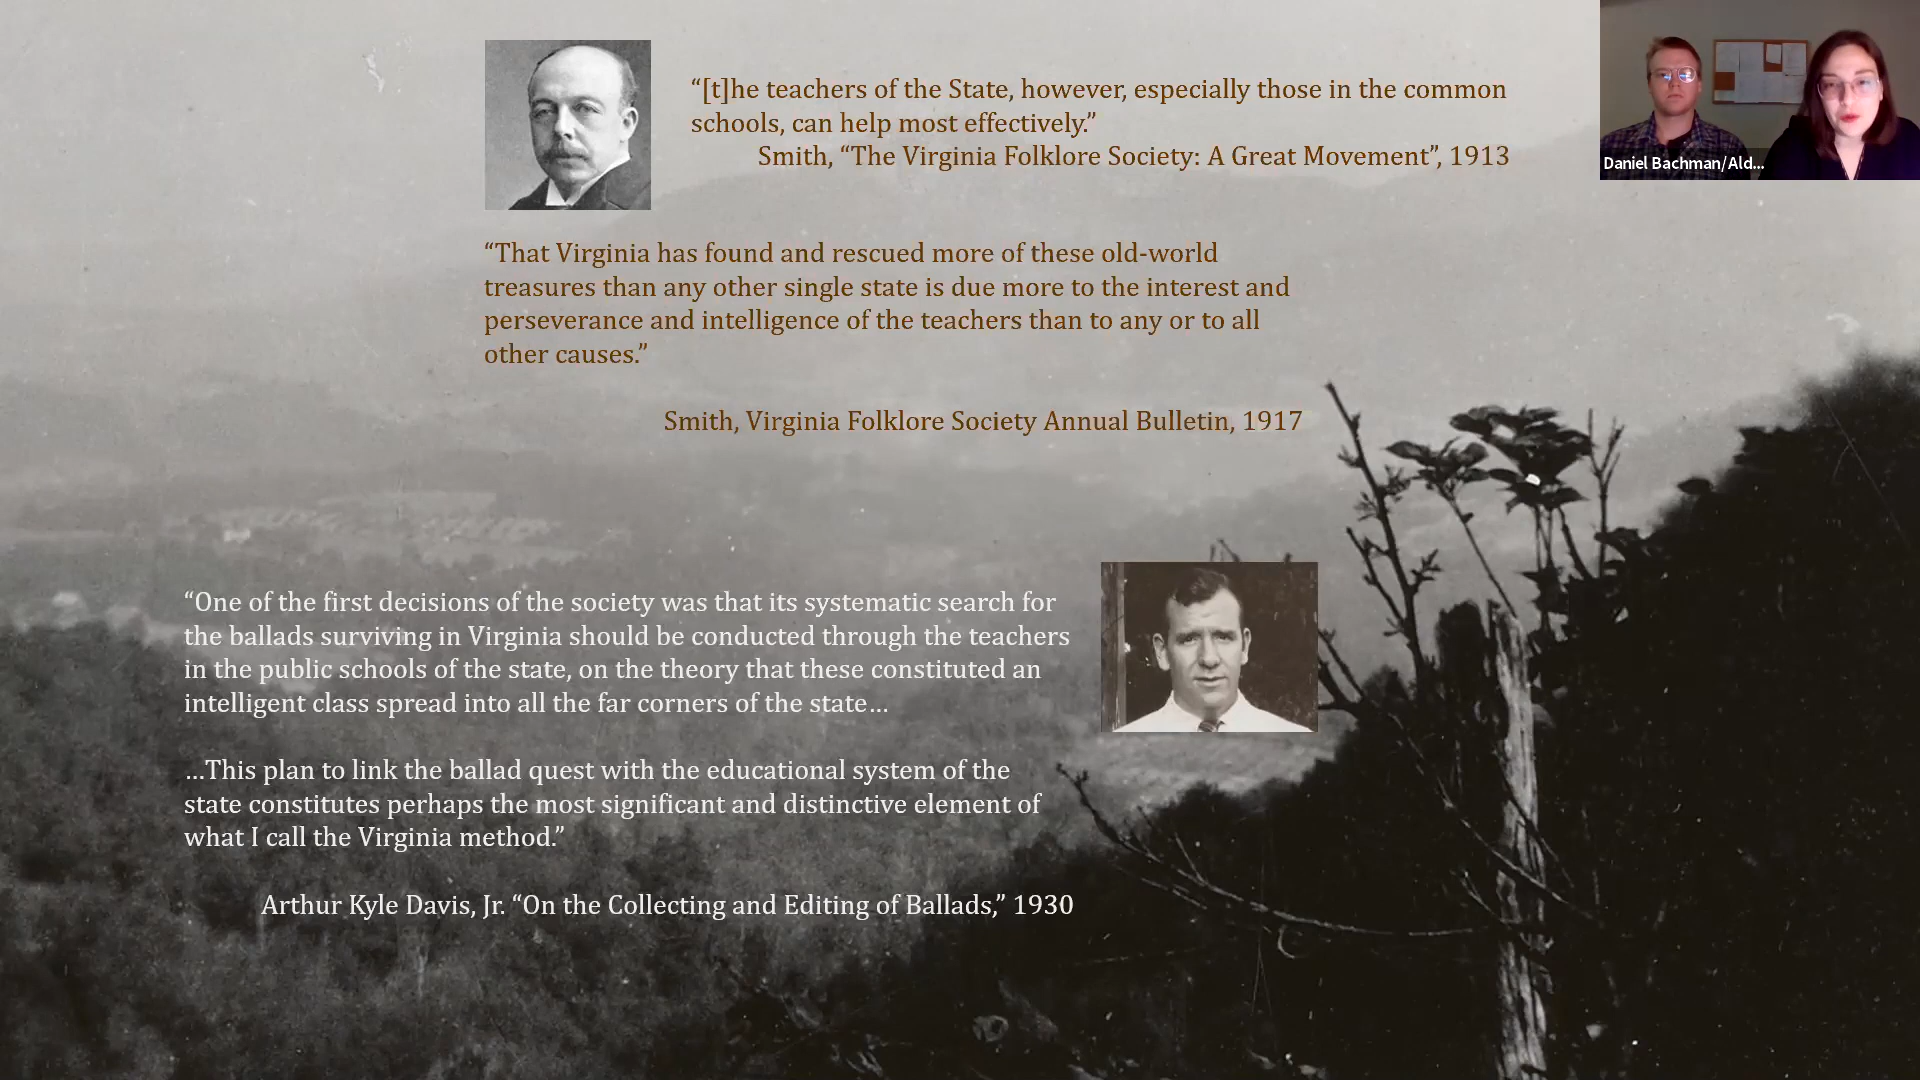 “[t]he teachers of the State, however, especially those in the common
schools, can help most effectively.”
Smith, “The Virginia Folklore Society: A Great Movement”, 1913
Daniel Bachman/Ald...
“That Virginia has found and rescued more of these old-world
treasures than any other single state is due more to the interest and
perseverance and intelligence of the teachers than to any or to all
other causes.”
Smith, Virginia Folklore Society Annual Bulletin, 1917
“One of the first decisions of the society was that its systematic search for
the ballads surviving in Virginia should be conducted through the teachers
in the public schools of the state, on the theory that these constituted an
intelligent class spread into all the far corners of the state…
…This plan to link the ballad quest with the educational system of the
state constitutes perhaps the most significant and distinctive element of
what I call the Virginia method.”
Arthur Kyle Davis, Jr. “On the Collecting and Editing of Ballads,” 1930